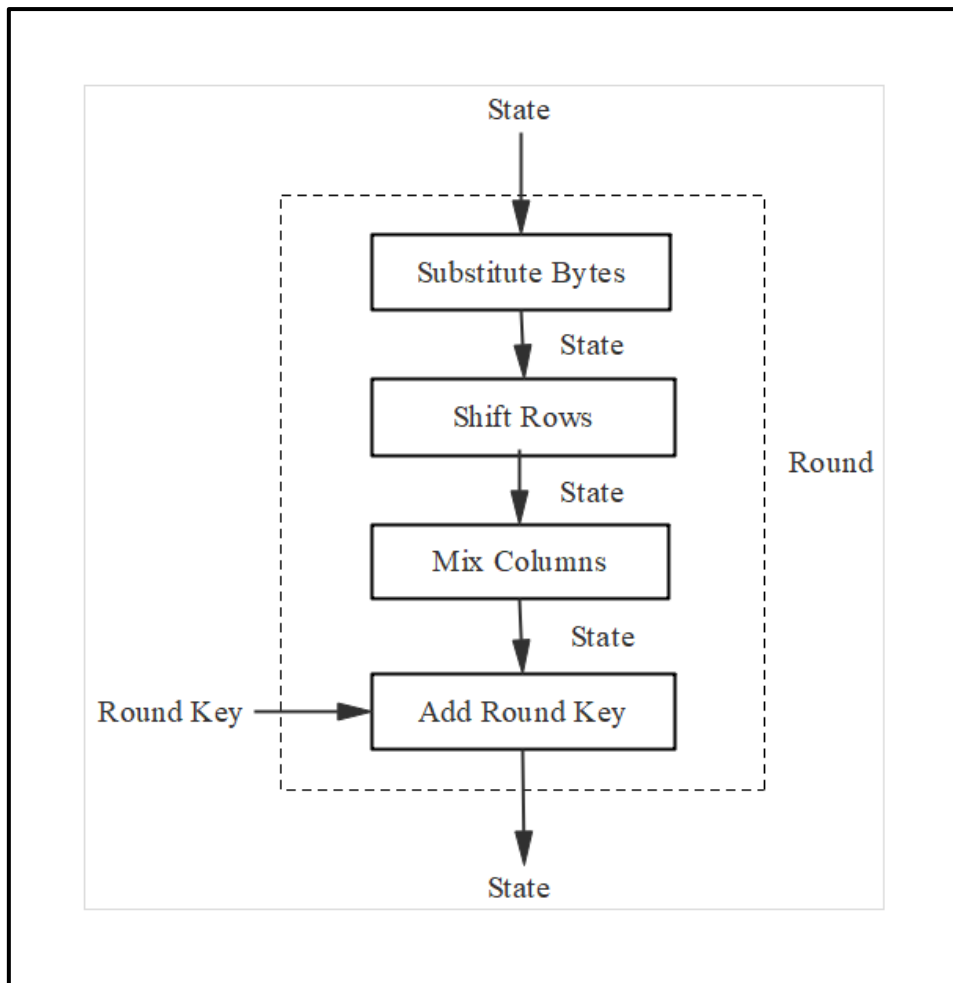 State
Substitute Bytes
State
Shift Rows
Round
State
Mix Columns
State
Round Key
Add Round Key
State